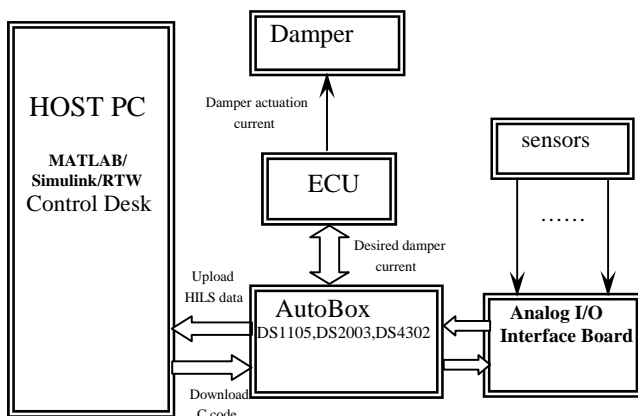 Damper
HOST PC
MATLAB/
Simulink/RTW
Control Desk
Damper actuation
current
sensors
ECU
......
Desired damper
current
Upload
HILS data
AutoBox
DS1105,DS2003,DS4302
Analog I/O
Interface Board
Download
C code